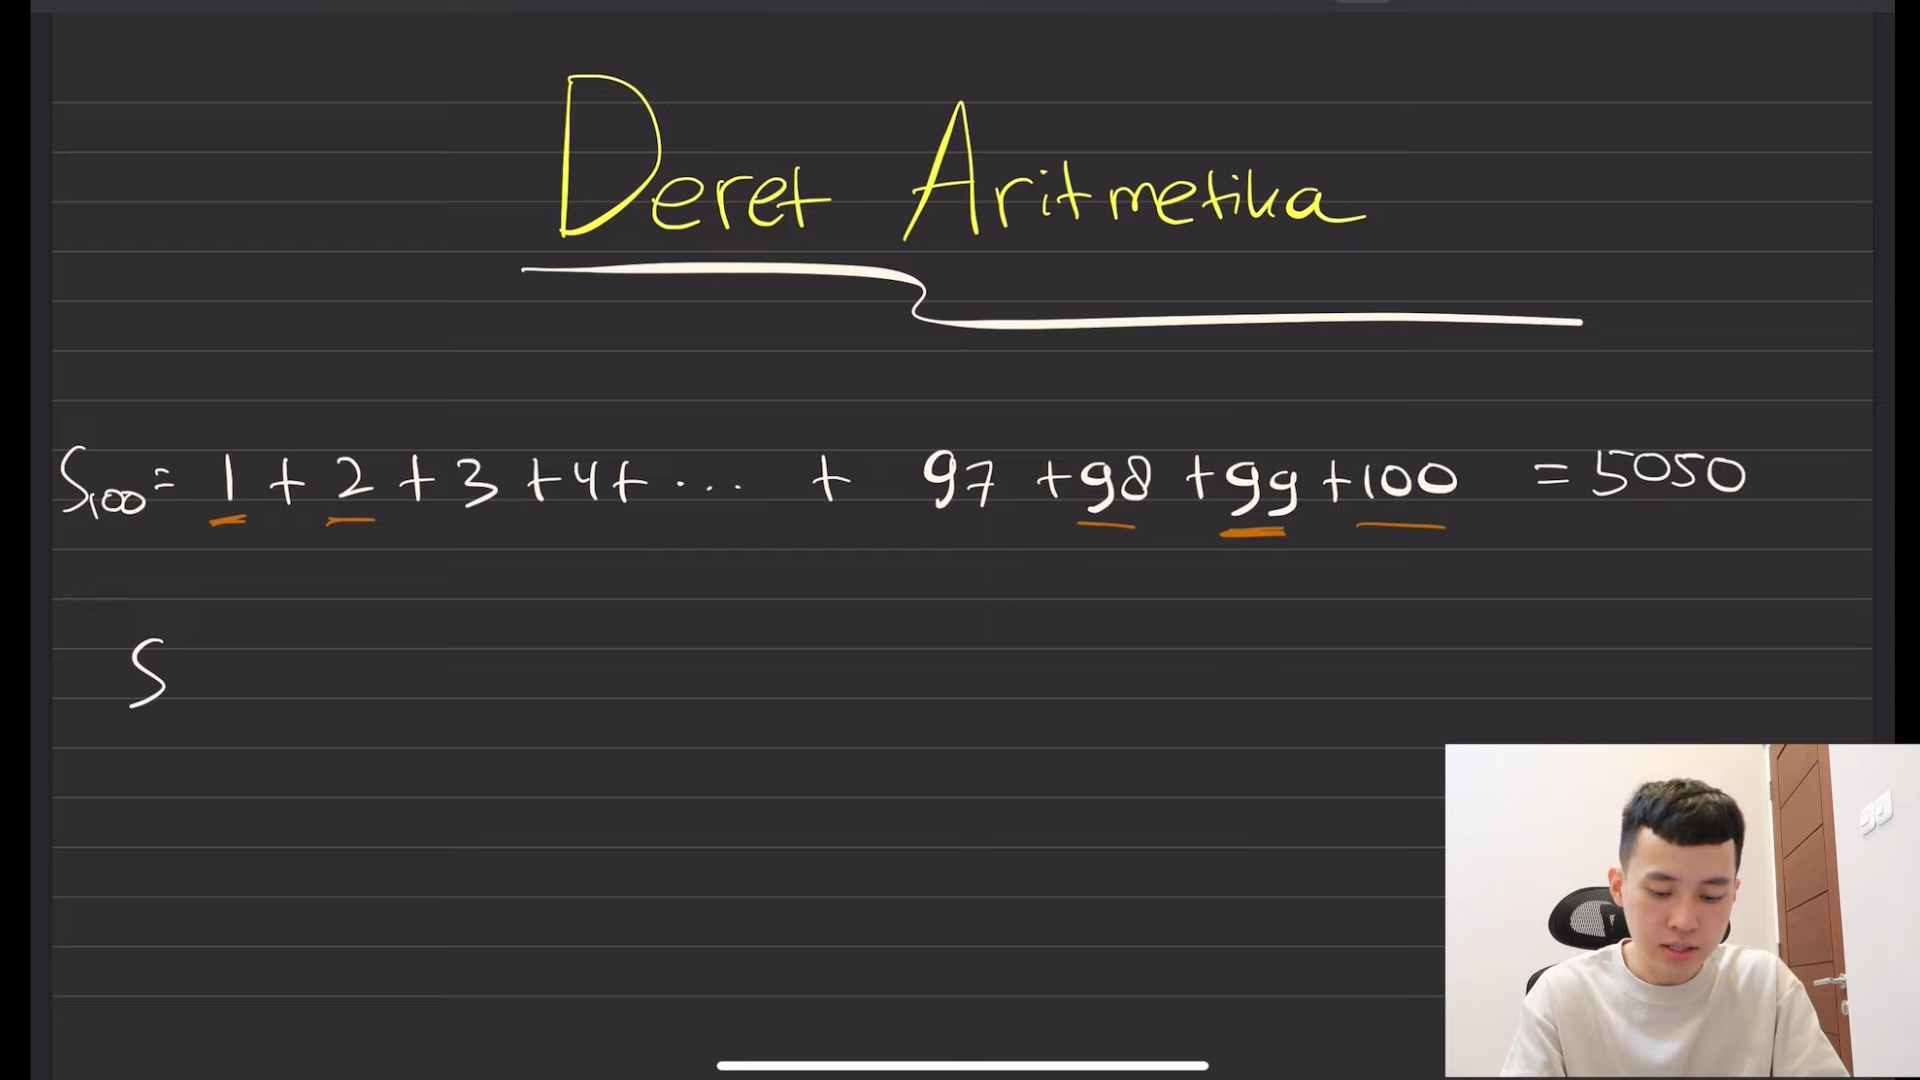 Deret Aritmetika
S₁₀₀ = 1 + 2 + 3 + 4 + ... + 97 + 98 + 99 + 100 = 5050
S